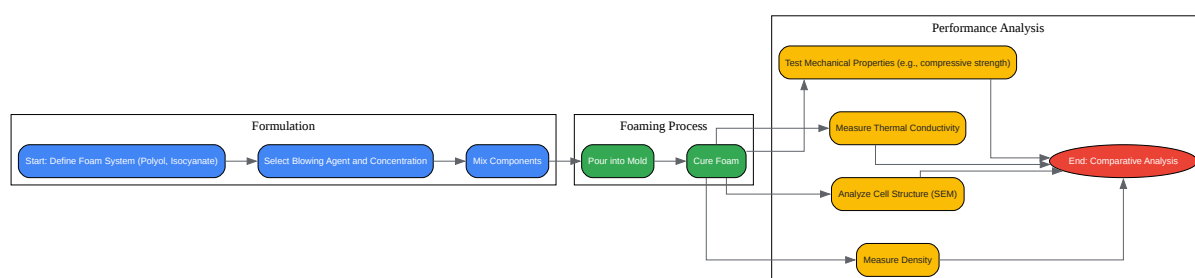 Formulation
Start: Define Foam System (Polyol, Isocyanate)
Select Blowing Agent and Concentration
Mix Components
Foaming Process
Pour into Mold
Cure Foam
Performance Analysis
Test Mechanical Properties (e.g., compressive strength)
Measure Thermal Conductivity
Analyze Cell Structure (SEM)
Measure Density
End: Comparative Analysis